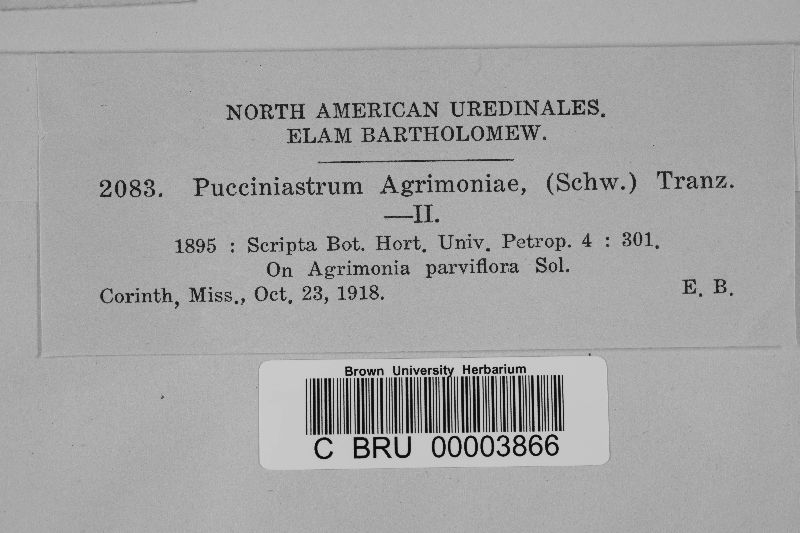 NORTH AMERICAN UREDINALES.
ELAM BARTHOLOMEW.
2083. Pucciniastrum Agrimoniae, (Schw.) Tranz.
—II.
1895 : Scripta Bot. Hort. Univ. Petrop. 4 : 301.
On Agrimonia parviflora Sol.
Corinth, Miss., Oct. 23, 1918. E. B.
Brown University Herbarium
C BRU 00003866